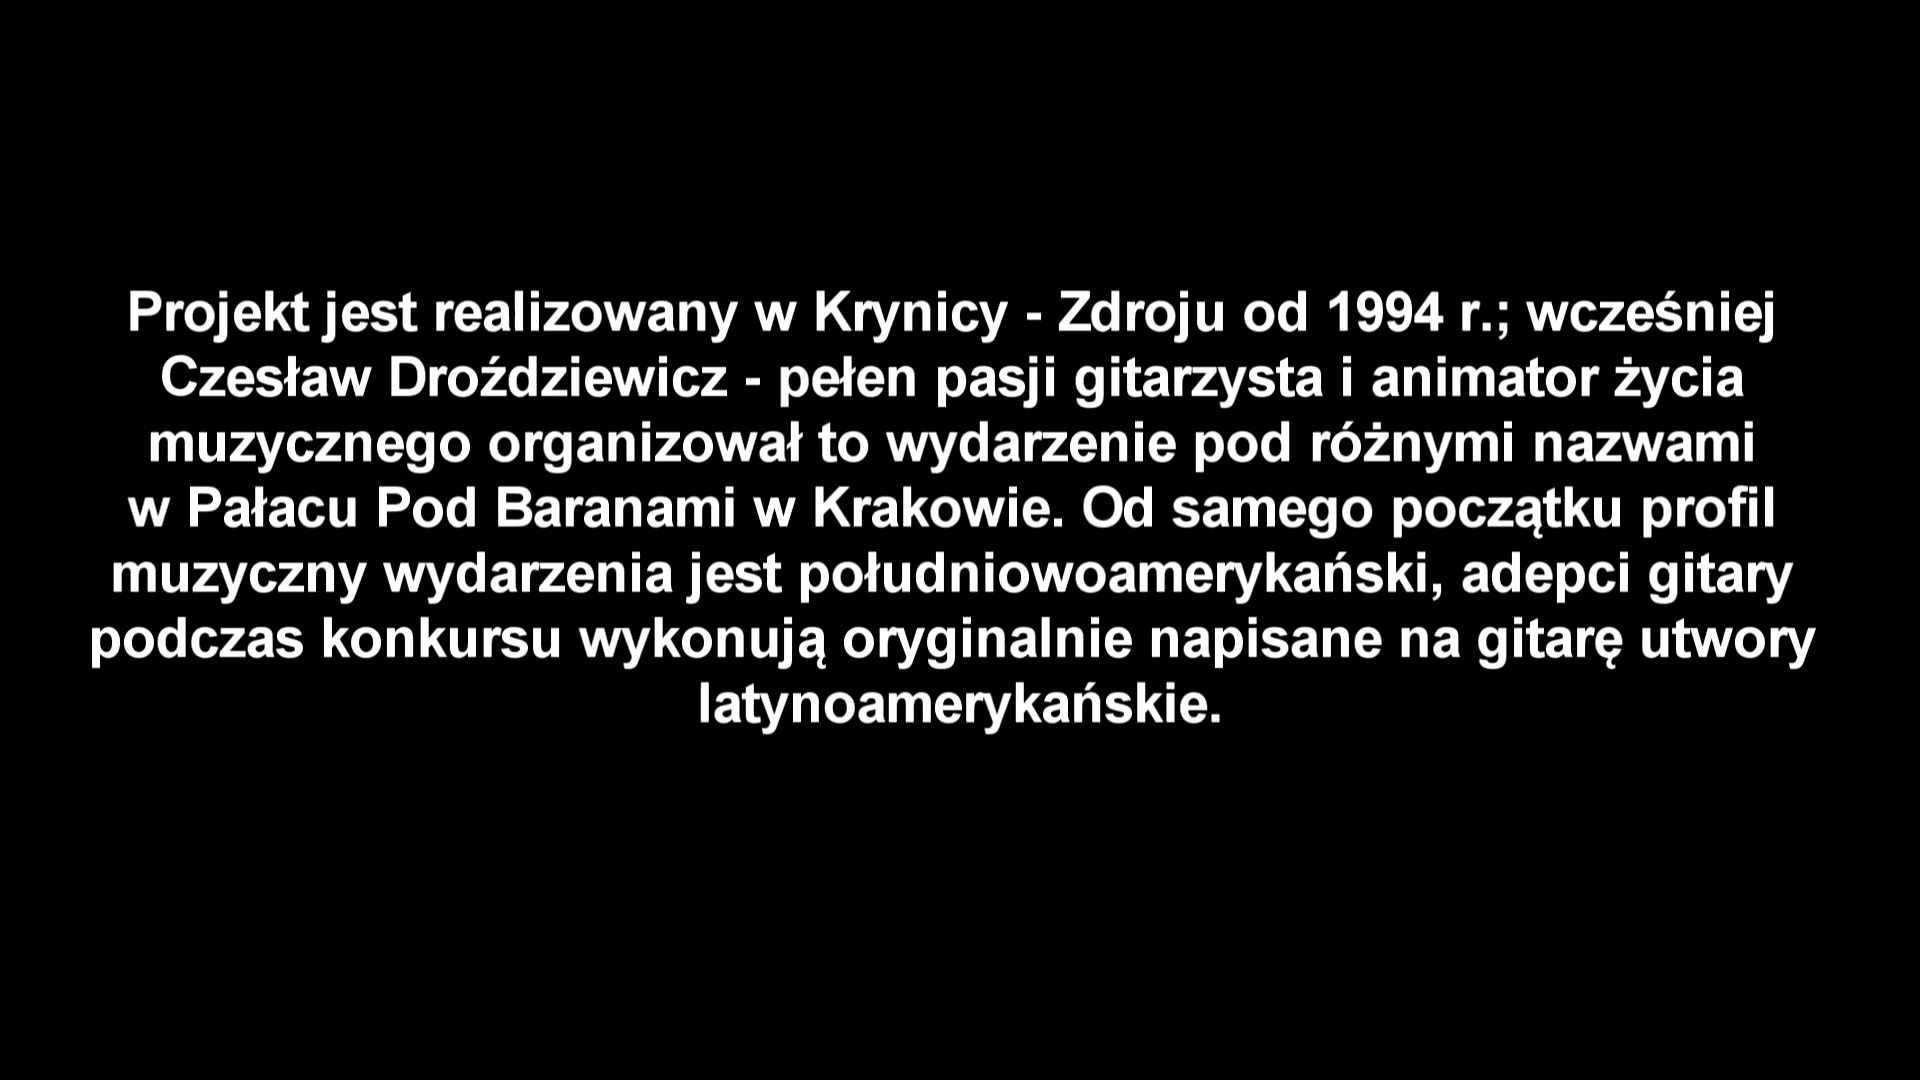 Projekt jest realizowany w Krynicy - Zdroju od 1994 r.; wcześniej
Czesław Droździewicz - pełen pasji gitarzysta i animator życia
muzycznego organizował to wydarzenie pod różnymi nazwami
w Pałacu Pod Baranami w Krakowie. Od samego początku profil
muzyczny wydarzenia jest południowoamerykański, adepci gitary
podczas konkursu wykonują oryginalnie napisane na gitarę utwory
latynoamerykańskie.